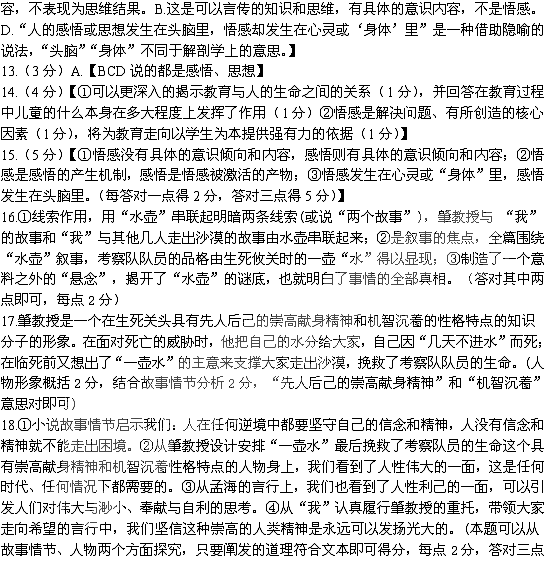 容，不表现为思维结果。B.这是可以言传的知识和思维，有具体的意识内容，不是悟感。
D.“人的感悟或思想发生在头脑里，悟感却发生在心灵或‘身体’里”是一种借助隐喻的
说法，“头脑”“身体”不同于解剖学上的意思。】
13.（3分）A.【BCD说的都是感悟、思想】
14.（4分）【①可以更深入的揭示教育与人的生命之间的关系（1分），并回答在教育过程
中儿童的什么本身在多大程度上发挥了作用（1分）②悟感是解决问题、有所创造的核心
因素（1分），将为教育走向以学生为本提供强有力的依据（1分）】
15.（5分）【①悟感没有具体的意识倾向和内容，感悟则有具体的意识倾向和内容；②悟
感是感悟的产生机制，感悟是悟感被激活的产物；③悟感发生在心灵或“身体”里，感悟
发生在头脑里。（每答对一点得2分，答对三点得5分）】
16.①线索作用，用“水壶”串联起明暗两条线索(或说“两个故事”)，肇教授与 “我”
的故事和“我”与其他几人走出沙漠的故事由水壶串联起来；②是叙事的焦点，全篇围绕
“水壶”叙事，考察队队员的品格由生死攸关时的一壶“水”得以显现；③制造了一个意
料之外的“悬念”，揭开了“水壶”的谜底，也就明白了事情的全部真相。（答对其中两
点即可，每点2分）
17.肇教授是一个在生死关头具有先人后己的崇高献身精神和机智沉着的性格特点的知识
分子的形象。在面对死亡的威胁时，他把自己的水分给大家，自己因“几天不进水”而死；
在临死前又想出了“一壶水”的主意来支撑大家走出沙漠，挽救了考察队队员的生命。(人
物形象概括2分，结合故事情节分析2分，“先人后己的崇高献身精神”和“机智沉着”
意思对即可)
18.①小说故事情节启示我们：人在任何逆境中都要坚守自己的信念和精神，人没有信念和
精神就不能走出困境。②从肇教授设计安排“一壶水”最后挽救了考察队员的生命这个具
有崇高献身精神和机智沉着性格特点的人物身上，我们看到了人性伟大的一面，这是任何
时代、任何情况下都需要的。③从孟海的言行上，我们也看到了人性利己的一面，可以引
发人们对伟大与渺小、奉献与自利的思考。④从“我”认真履行肇教授的重托，带领大家
走向希望的言行中，我们坚信这种崇高的人类精神是永远可以发扬光大的。（本题可以从
故事情节、人物两个方面探究，只要阐发的道理符合文本即可得分，每点2分，答对三点